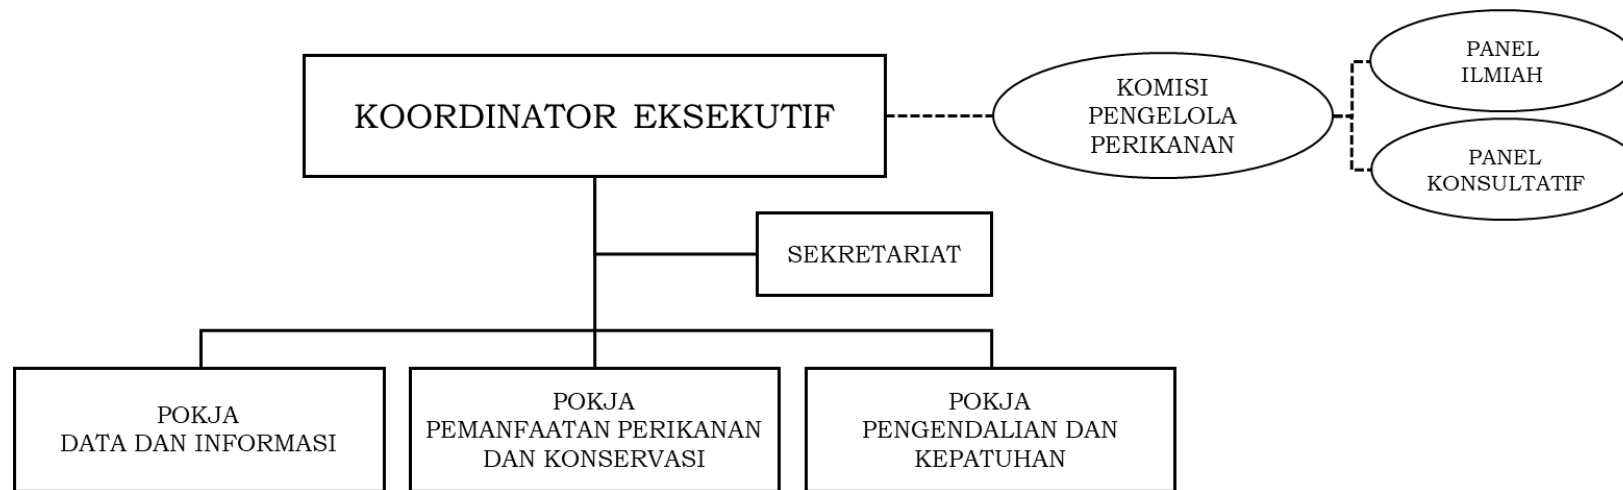 KOORDINATOR EKSEKUTIF
KOMISI
PENGELOLA
PERIKANAN
PANEL
ILMIAH
PANEL
KONSULTATIF
SEKRETARIAT
POKJA
DATA DAN INFORMASI
POKJA
PEMANFAATAN PERIKANAN
DAN KONSERVASI
POKJA
PENGENDALIAN DAN
KEPATUHAN